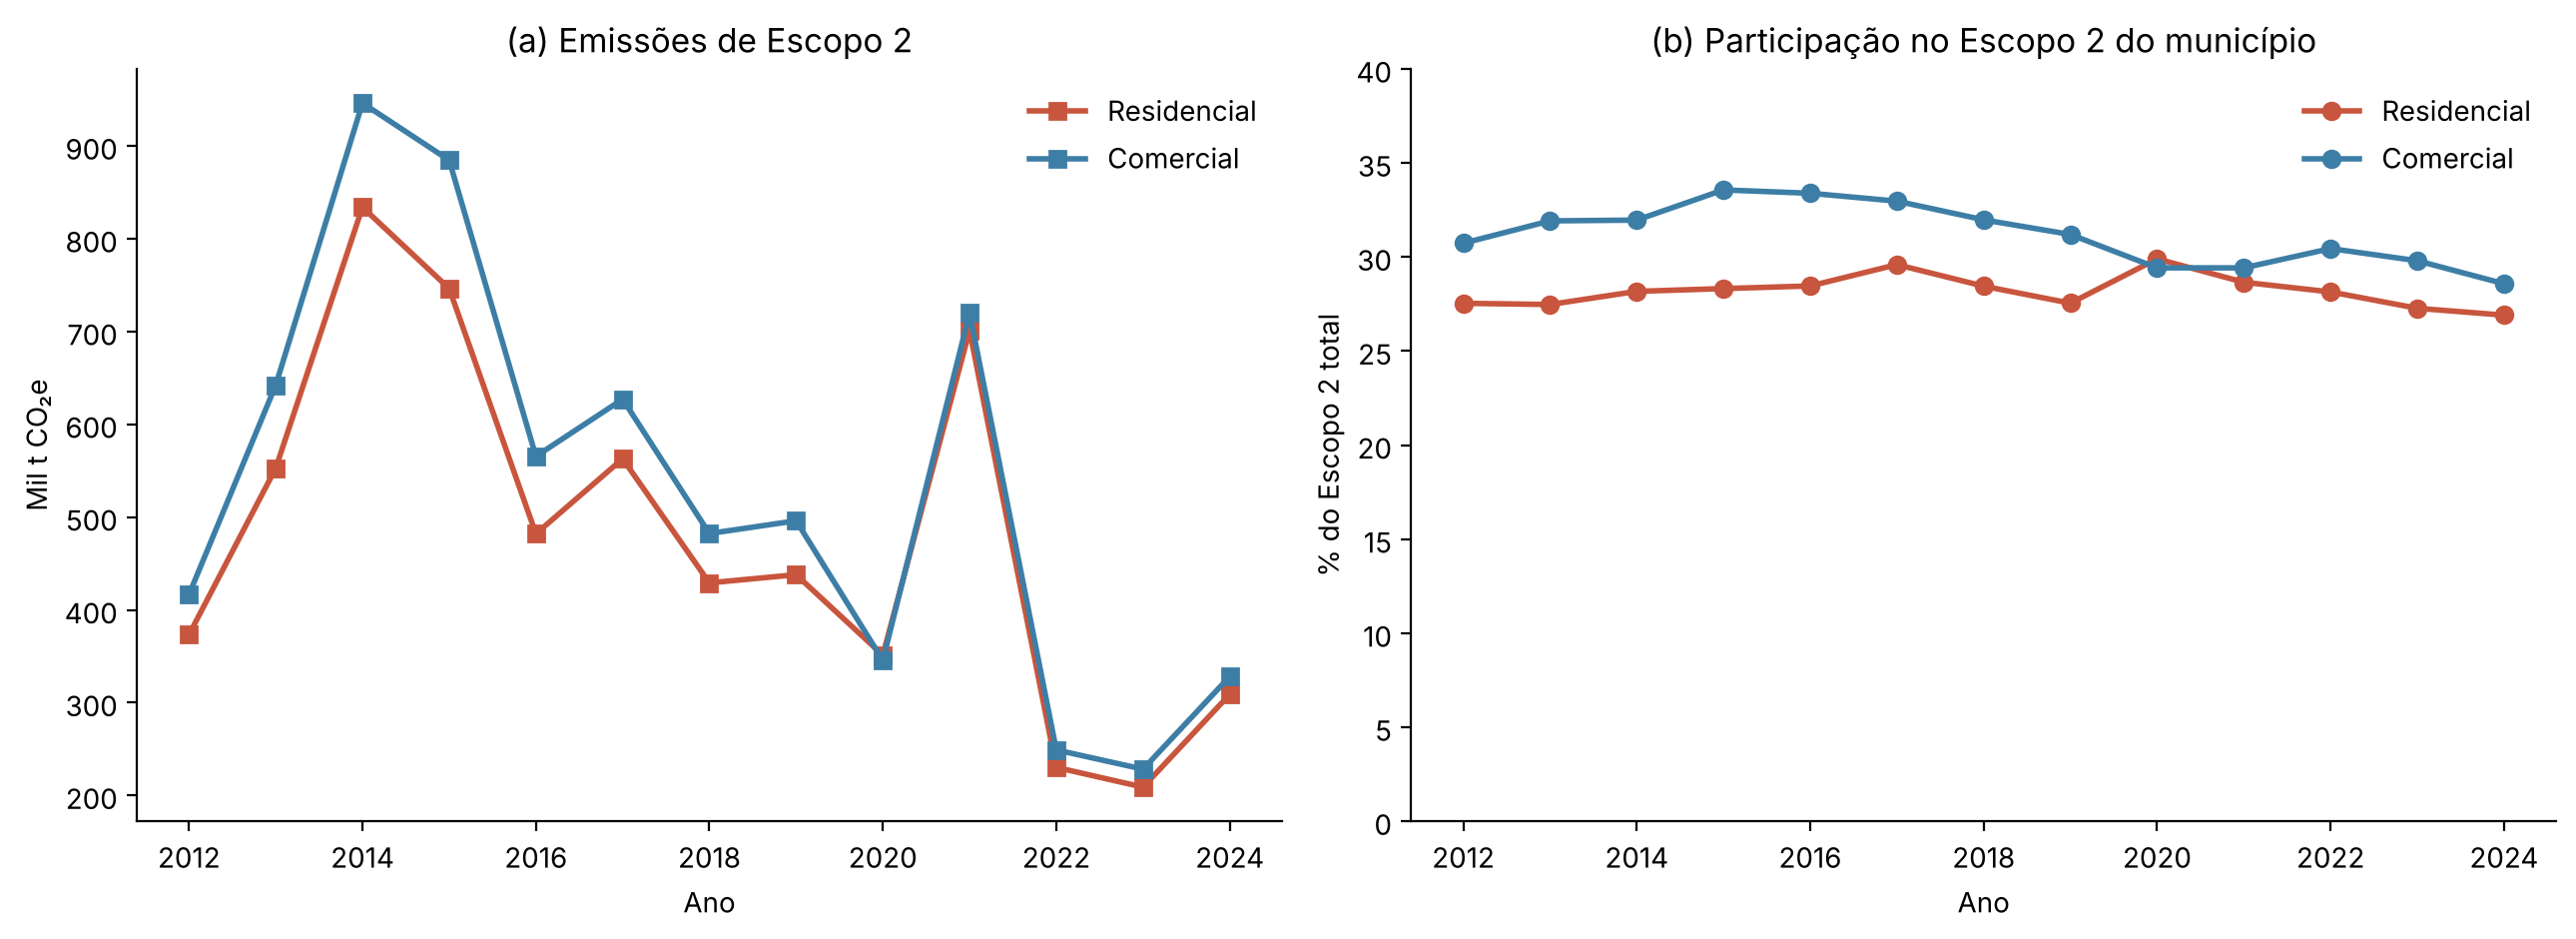 (a) Emissões de Escopo 2
Residencial
Comercial
Mil t CO₂e
900
800
700
600
500
400
300
200
2012 2014 2016 2018 2020 2022 2024
Ano
(b) Participação no Escopo 2 do município
Residencial
Comercial
% do Escopo 2 total
40
35
30
25
20
15
10
5
0
2012 2014 2016 2018 2020 2022 2024
Ano